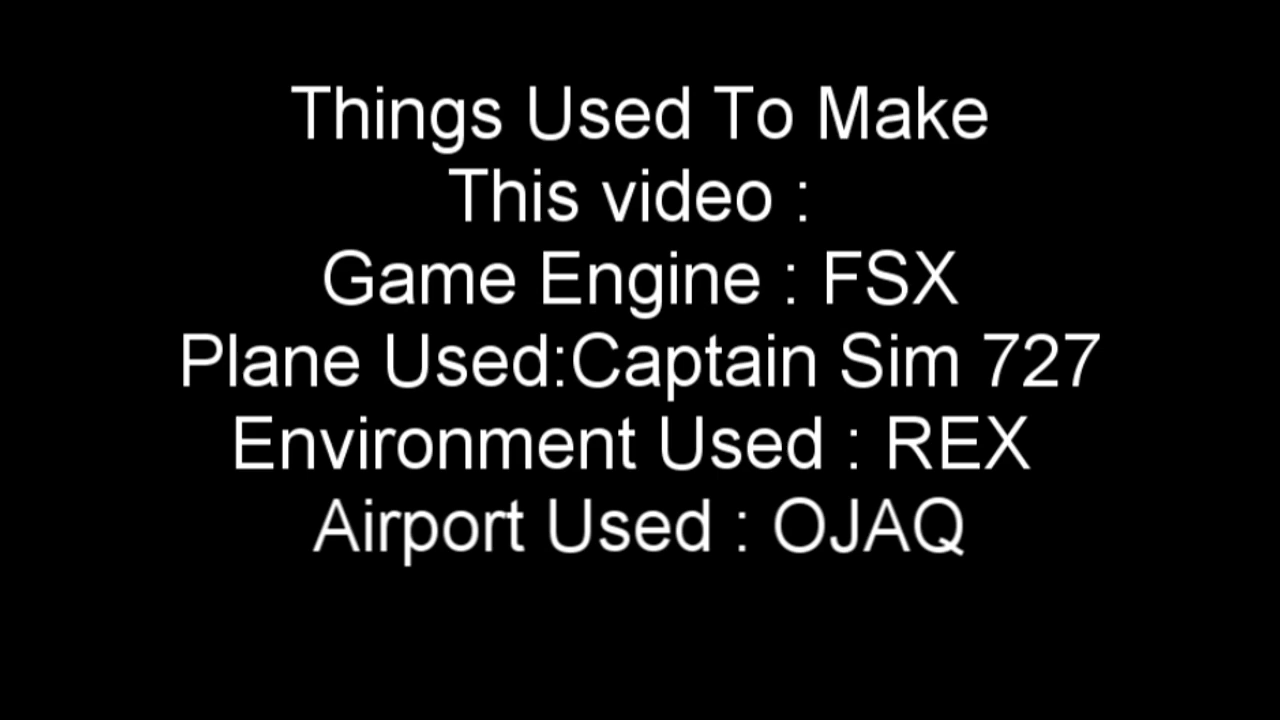 Things Used To Make
This video :
Game Engine : FSX
Plane Used:Captain Sim 727
Environment Used : REX
Airport Used : OJAQ